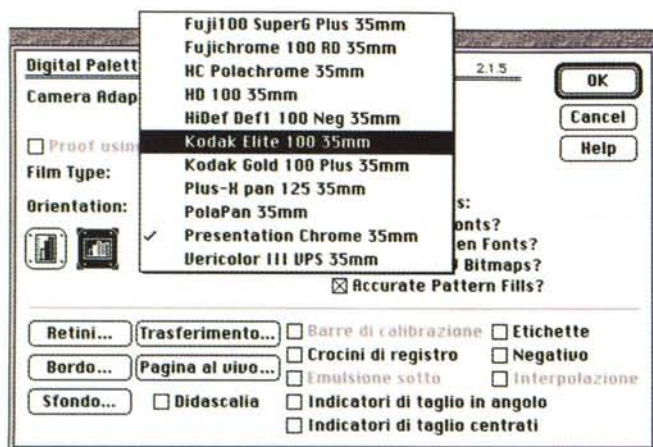 Fuji100 SuperG Plus 35mm
Fujichrome 100 RD 35mm
HC Polachrome 35mm
HD 100 35mm
HiDef Def1 100 Neg 35mm
Kodak Elite 100 35mm
Kodak Gold 100 Plus 35mm
Plus-X pan 125 35mm
PolaPan 35mm
✓ Presentation Chrome 35mm
Vericolor III VPS 35mm
Digital Palett
2.1.5
OK
Camera Adap
Cancel
Proof usin
Help
Film Type:
Orientation:
s:
onts?
en Fonts?
Bitmaps?
Accurate Pattern Fills?
Retini... Trasferimento... Barre di calibrazione Etichette
Crocini di registro Negativo
Bordo... Pagina al vivo... Emulsione sotto Interpolazione
Sfondo... Didascalia Indicatori di taglio in angolo
Indicatori di taglio centrati